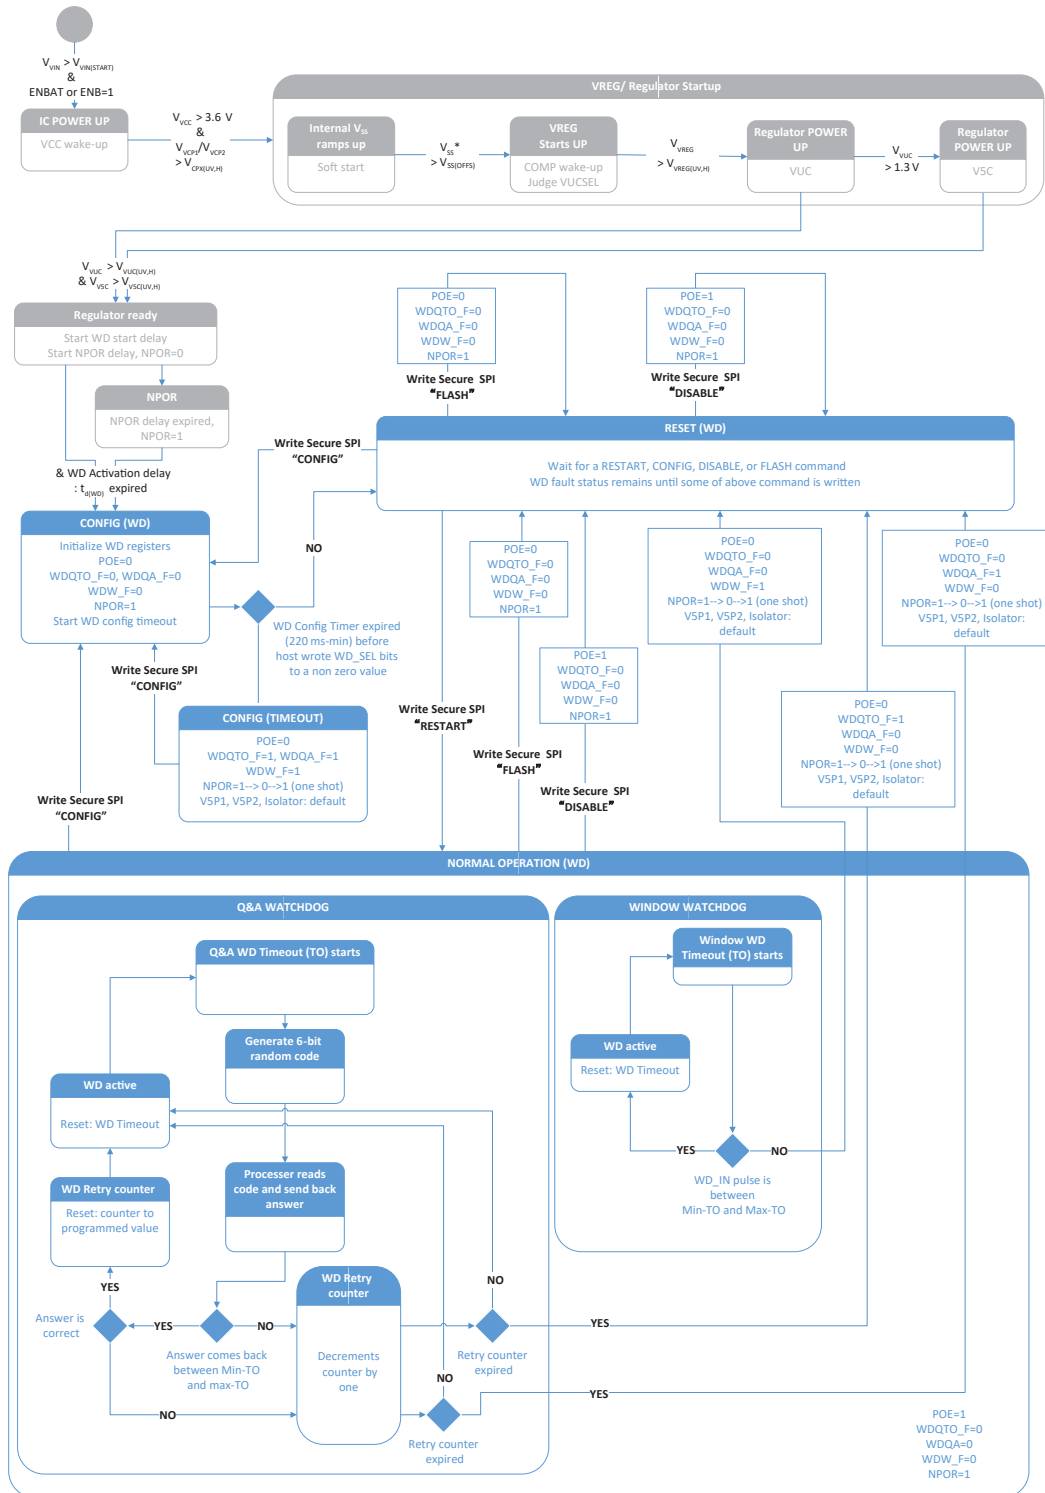 V_VIN > V_VIN(START)
&
ENBAT or ENB=1
IC POWER UP
VCC wake-up
V_VCC > 3.6 V
&
V_VCP1/V_VCP2
> V_CPX(UV,H)
VREG/ Regulator Startup
Internal V_SS
ramps up
Soft start
V_SS *
> V_SS(OFFS)
VREG
Starts UP
COMP wake-up
Judge VUCSEL
V_VREG
> V_VREG(UV,H)
Regulator POWER
UP
VUC
V_VUC
> 1.3 V
Regulator
POWER UP
V5C
V_VUC > V_VUC(UV,H)
& V_V5C > V_V5C(UV,H)
Regulator ready
Start WD start delay
Start NPOR delay, NPOR=0
NPOR
NPOR delay expired,
NPOR=1
& WD Activation delay
: t_d(WD) expired
POE=0
WDQTO_F=0
WDQA_F=0
WDW_F=0
NPOR=1
Write Secure SPI
"FLASH"
POE=1
WDQTO_F=0
WDQA_F=0
WDW_F=0
NPOR=1
Write Secure SPI
"DISABLE"
RESET (WD)
Wait for a RESTART, CONFIG, DISABLE, or FLASH command
WD fault status remains until some of above command is written
Write Secure SPI
"CONFIG"
NO
CONFIG (WD)
Initialize WD registers
POE=0
WDQTO_F=0, WDQA_F=0
WDW_F=0
NPOR=1
Start WD config timeout
WD Config Timer expired
(220 ms-min) before
host wrote WD_SEL bits
to a non zero value
Write Secure SPI
"CONFIG"
CONFIG (TIMEOUT)
POE=0
WDQTO_F=1, WDQA_F=1
WDW_F=1
NPOR=1--> 0-->1 (one shot)
V5P1, V5P2, Isolator: default
Write Secure SPI
"CONFIG"
Write Secure SPI
"RESTART"
POE=0
WDQTO_F=0
WDQA_F=0
WDW_F=0
NPOR=1
Write Secure SPI
"FLASH"
POE=1
WDQTO_F=0
WDQA_F=0
WDW_F=0
NPOR=1
Write Secure SPI
"DISABLE"
POE=0
WDQTO_F=0
WDQA_F=0
WDW_F=1
NPOR=1--> 0-->1 (one shot)
V5P1, V5P2, Isolator:
default
POE=0
WDQTO_F=0
WDQA_F=1
WDW_F=0
NPOR=1--> 0-->1 (one shot)
V5P1, V5P2, Isolator:
default
POE=0
WDQTO_F=1
WDQA_F=0
WDW_F=0
NPOR=1--> 0-->1 (one shot)
V5P1, V5P2, Isolator:
default
NORMAL OPERATION (WD)
Q&A WATCHDOG
Q&A WD Timeout (TO) starts
Generate 6-bit
random code
WD active
Reset: WD Timeout
Processer reads
code and send back
answer
WD Retry counter
Reset: counter to
programmed value
YES
Answer is
correct
YES
NO
Answer comes back
between Min-TO
and max-TO
NO
WD Retry
counter
Decrements
counter by
one
NO
Retry counter
expired
YES
NO
Retry counter
expired
YES
WINDOW WATCHDOG
Window WD
Timeout (TO) starts
WD active
Reset: WD Timeout
YES
NO
WD_IN pulse is
between
Min-TO and Max-TO
POE=1
WDQTO_F=0
WDQA=0
WDW_F=0
NPOR=1